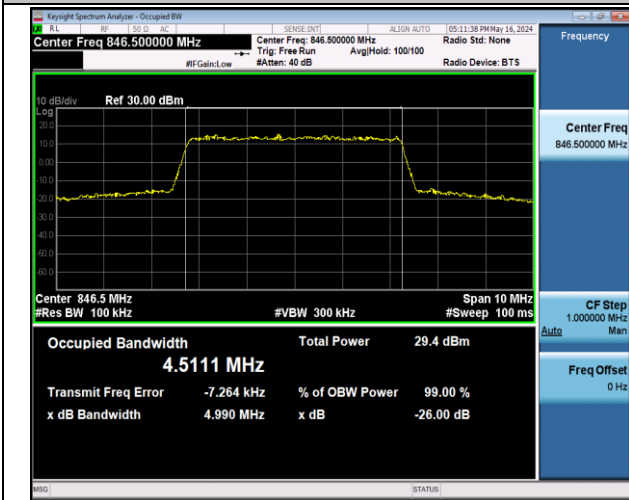 Keysight Spectrum Analyzer - Occupied BW
RL RF 50 Ω AC SENSE:INT ALIGN AUTO 05:11:38 PM May 16, 2024
Center Freq 846.500000 MHz
Center Freq: 846.500000 MHz
Radio Std: None
Trig: Free Run Avg|Hold: 100/100
#IFGain:Low #Atten: 40 dB Radio Device: BTS
Frequency
10 dB/div Ref 30.00 dBm
Log
20.0
10.0
0.00
-10.0
-20.0
-30.0
-40.0
-50.0
-60.0
Center 846.5 MHz Span 10 MHz
#Res BW 100 kHz #VBW 300 kHz #Sweep 100 ms
Occupied Bandwidth Total Power 29.4 dBm
4.5111 MHz
Transmit Freq Error -7.264 kHz % of OBW Power 99.00 %
x dB Bandwidth 4.990 MHz x dB -26.00 dB
Center Freq
846.500000 MHz
CF Step
1.000000 MHz
Auto Man
Freq Offset
0 Hz
MSG STATUS